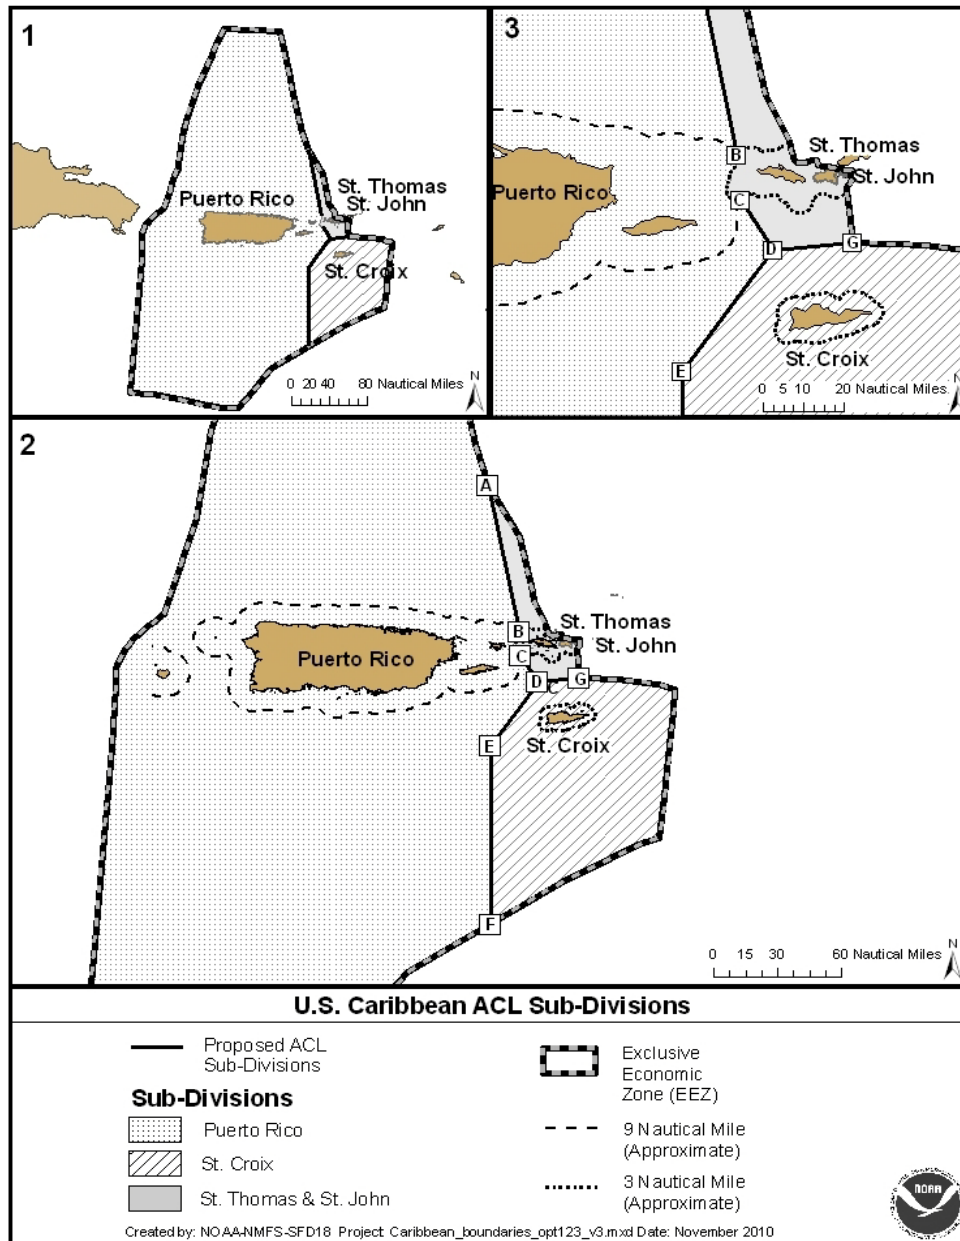 1
Puerto Rico
St. Thomas
St. John
St. Croix
0 20 40 80 Nautical Miles
N
3
St. Thomas
St. John
Puerto Rico
B
C
D
G
E
St. Croix
0 5 10 20 Nautical Miles
N
2
A
B
C
D
C
G
E
F
St. Thomas
St. John
Puerto Rico
St. Croix
0 15 30 60 Nautical Miles
N
U.S. Caribbean ACL Sub-Divisions
Proposed ACL
Sub-Divisions
Sub-Divisions
Puerto Rico
St. Croix
St. Thomas & St. John
Exclusive
Economic
Zone (EEZ)
9 Nautical Mile
(Approximate)
3 Nautical Mile
(Approximate)
NOAA
Created by: NOAA-NMFS-SFD18 Project: Caribbean_boundaries_opt123_v3.mxd Date: November 2010